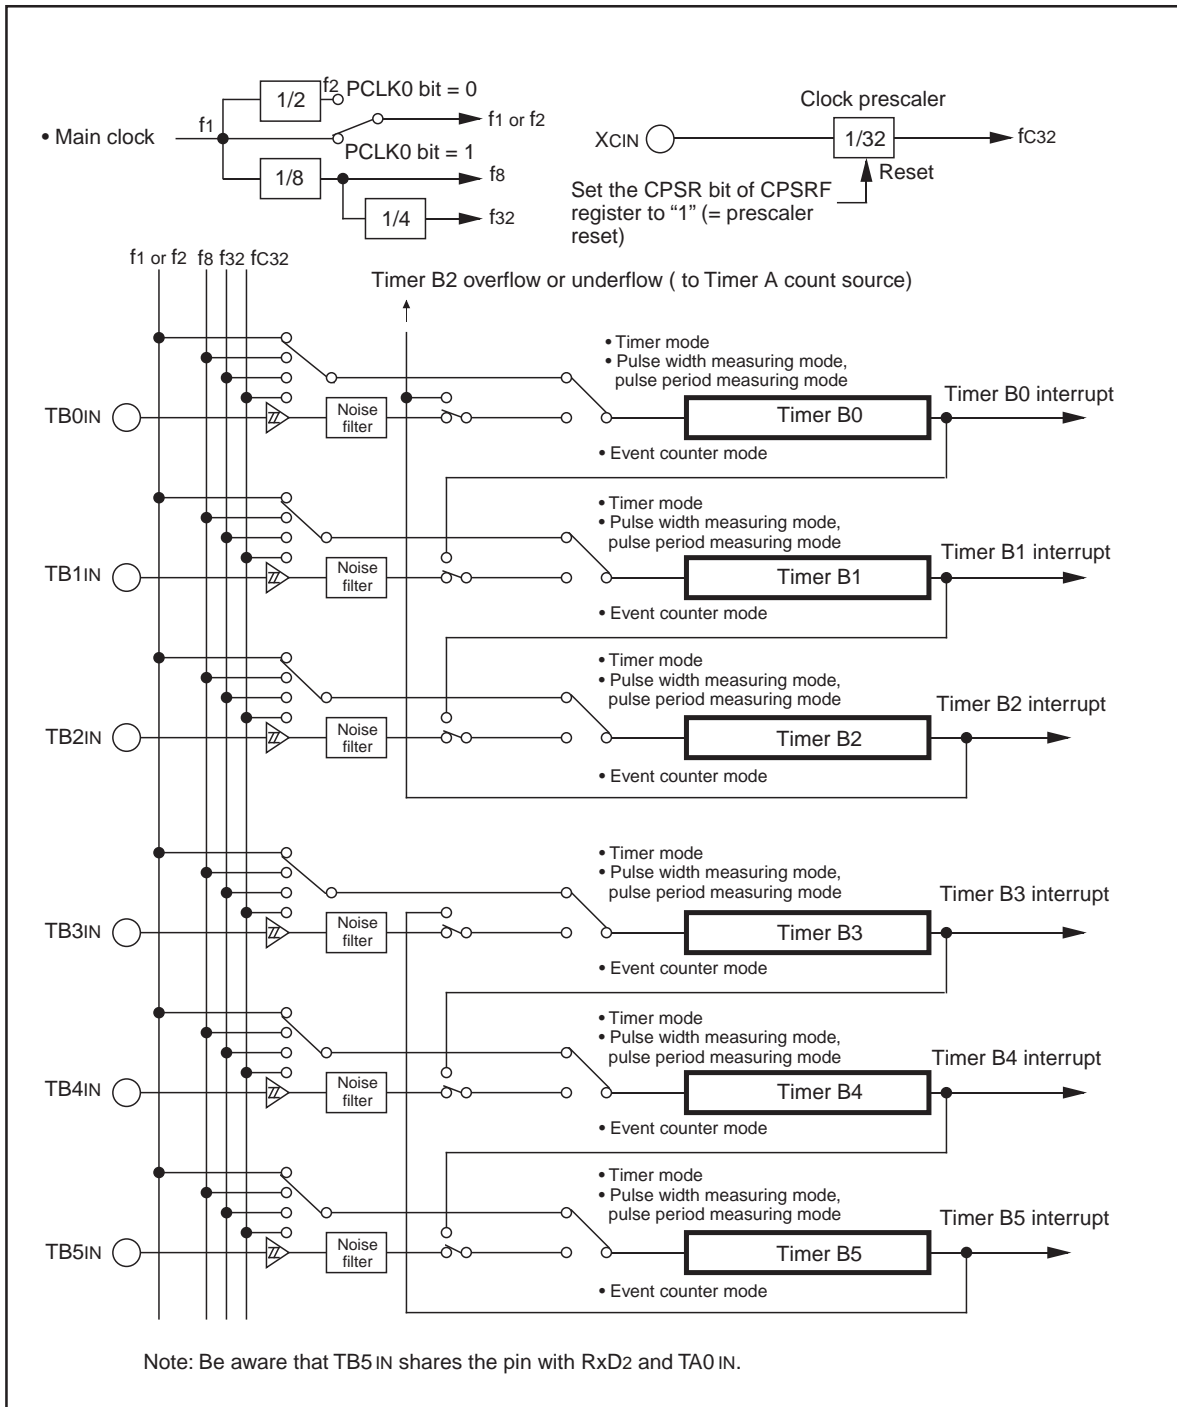 f2 PCLK0 bit = 0
1/2
Clock prescaler
• Main clock
f1
f1 or f2
XCIN
1/32
fC32
PCLK0 bit = 1
1/8
f8
Reset
Set the CPSR bit of CPSRF
register to “1” (= prescaler
reset)
1/4
f32
f1 or f2 f8 f32 fC32
Timer B2 overflow or underflow ( to Timer A count source)
• Timer mode
• Pulse width measuring mode,
pulse period measuring mode
Timer B0 interrupt
TB0IN
Noise
filter
Timer B0
• Event counter mode
• Timer mode
• Pulse width measuring mode,
pulse period measuring mode
Timer B1 interrupt
TB1IN
Noise
filter
Timer B1
• Event counter mode
• Timer mode
• Pulse width measuring mode,
pulse period measuring mode
Timer B2 interrupt
TB2IN
Noise
filter
Timer B2
• Event counter mode
• Timer mode
• Pulse width measuring mode,
pulse period measuring mode
Timer B3 interrupt
TB3IN
Noise
filter
Timer B3
• Event counter mode
• Timer mode
• Pulse width measuring mode,
pulse period measuring mode
Timer B4 interrupt
TB4IN
Noise
filter
Timer B4
• Event counter mode
• Timer mode
• Pulse width measuring mode,
pulse period measuring mode
Timer B5 interrupt
TB5IN
Noise
filter
Timer B5
• Event counter mode
Note: Be aware that TB5 IN shares the pin with RxD2 and TA0 IN.